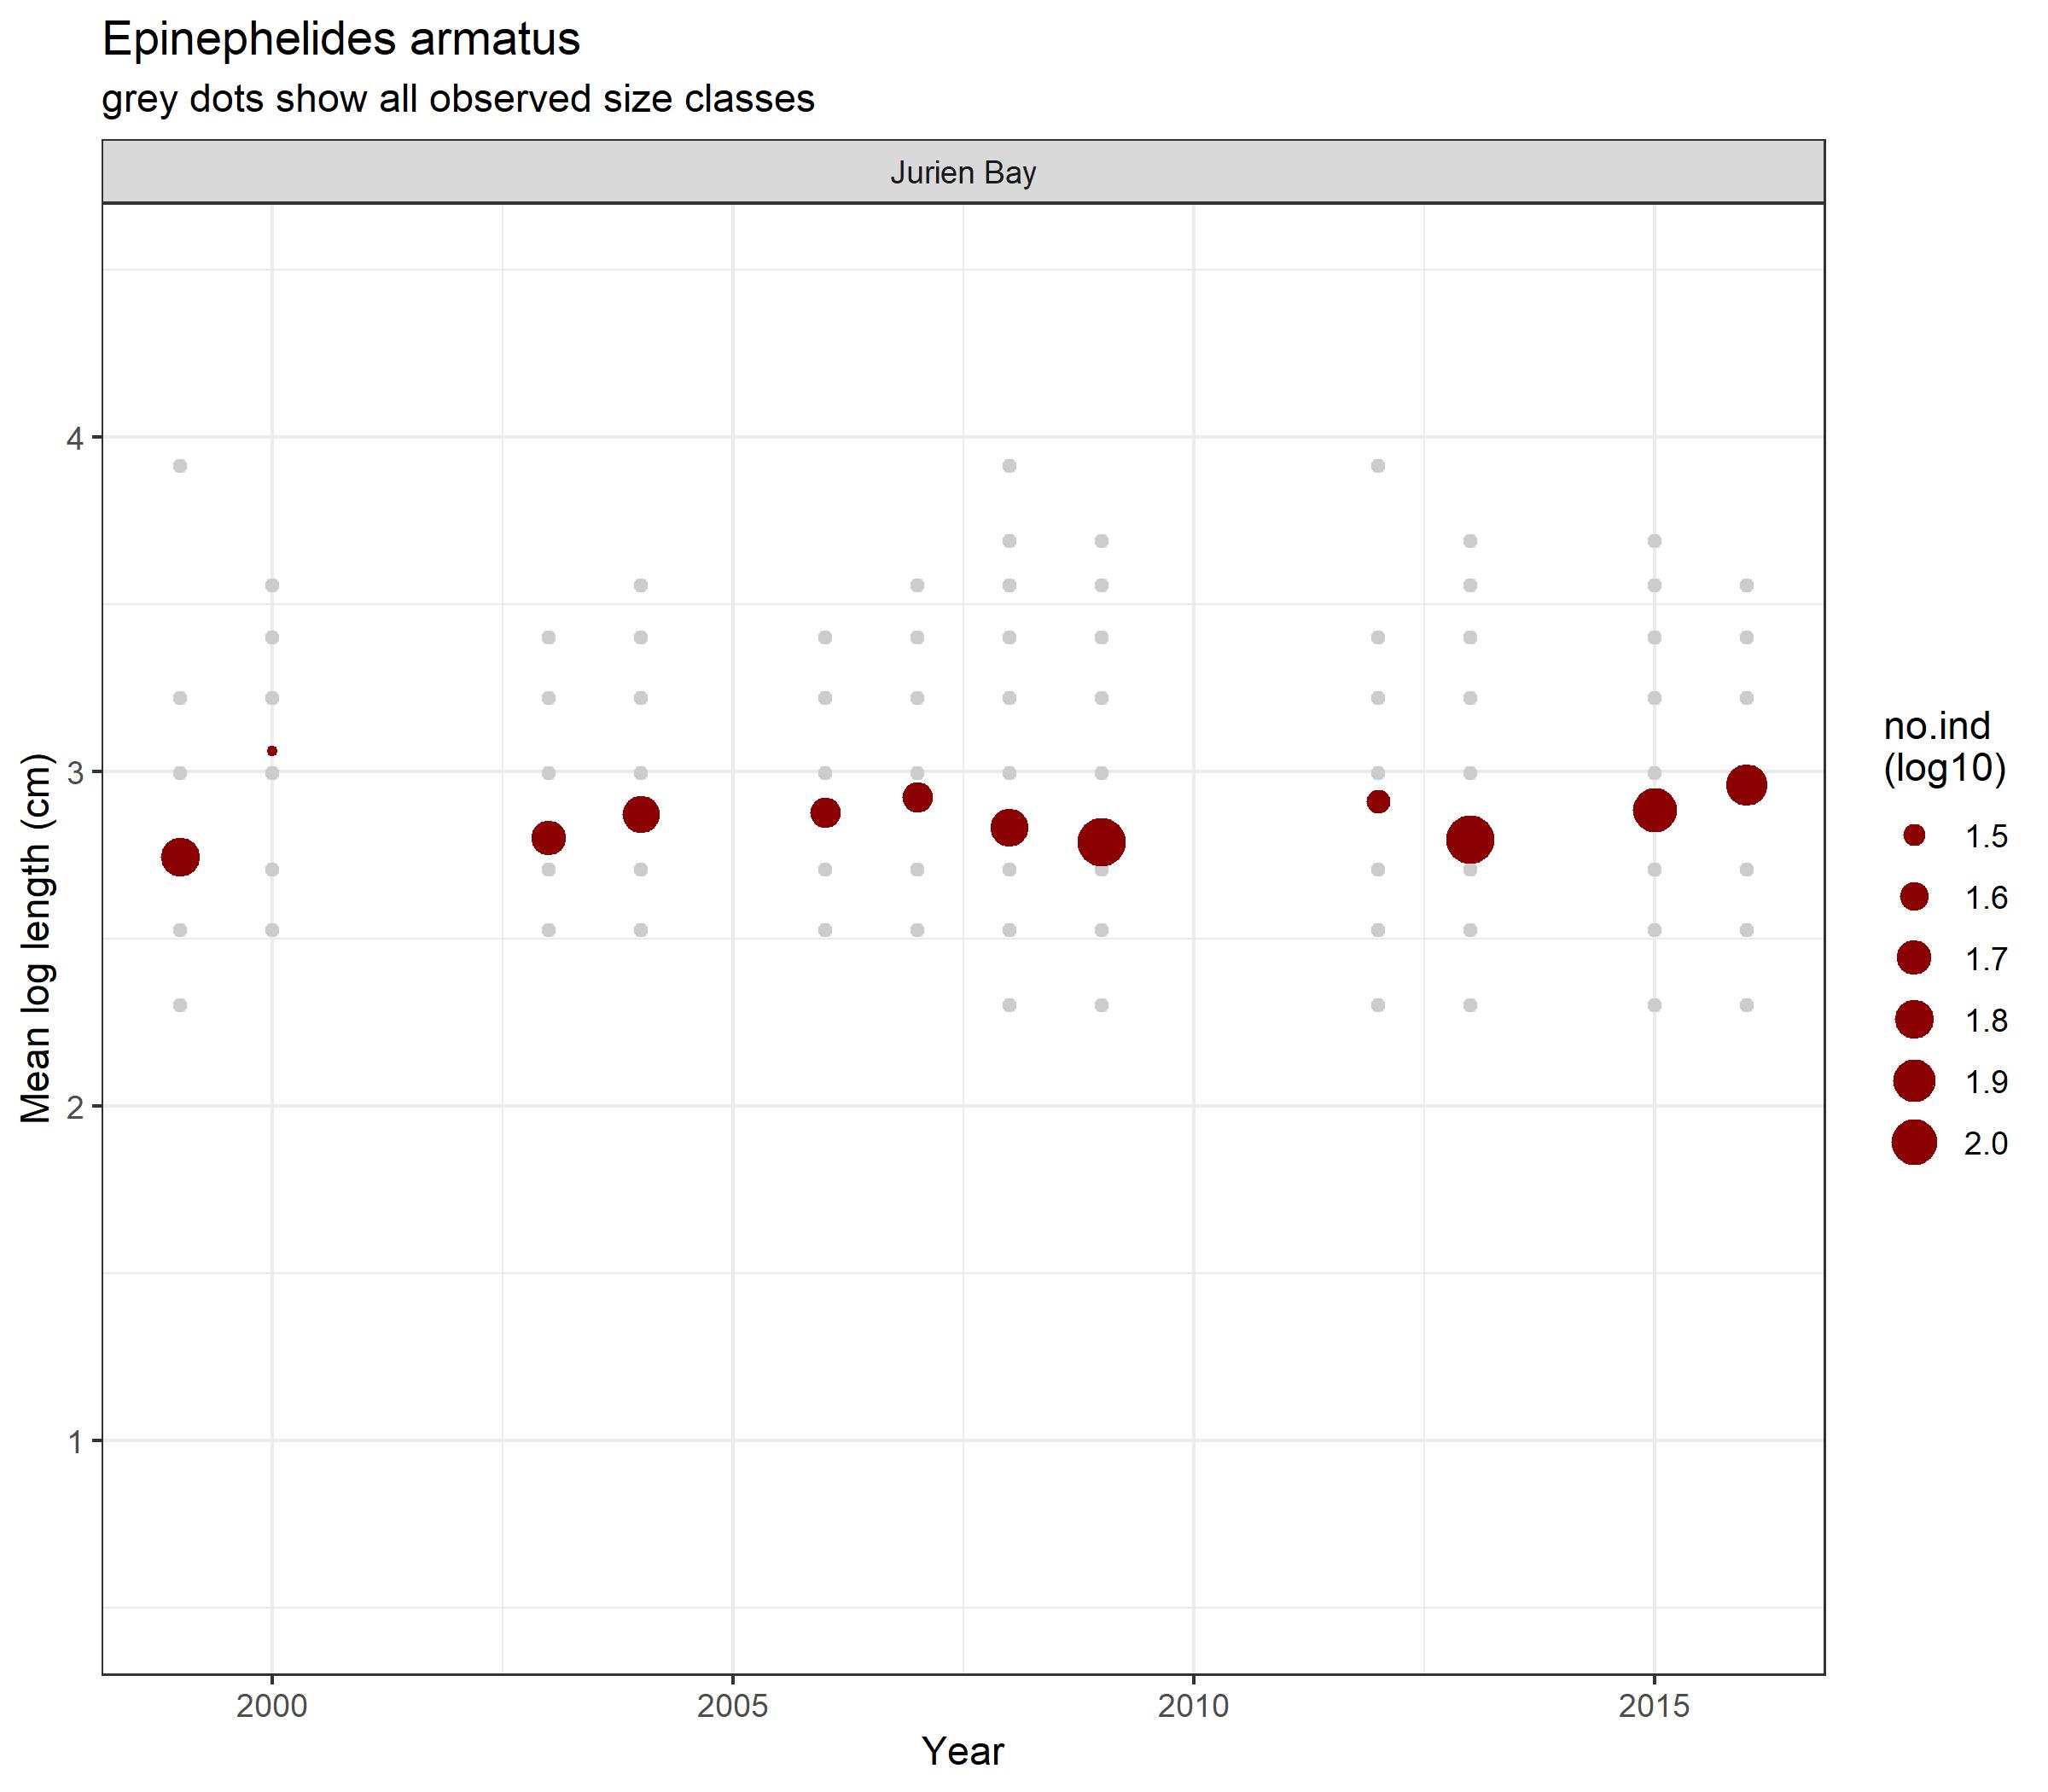 Epinephelides armatus
grey dots show all observed size classes
Jurien Bay
Mean log length (cm)
4
3
2
1
2000
2005
2010
2015
Year
no.ind
(log10)
1.5
1.6
1.7
1.8
1.9
2.0